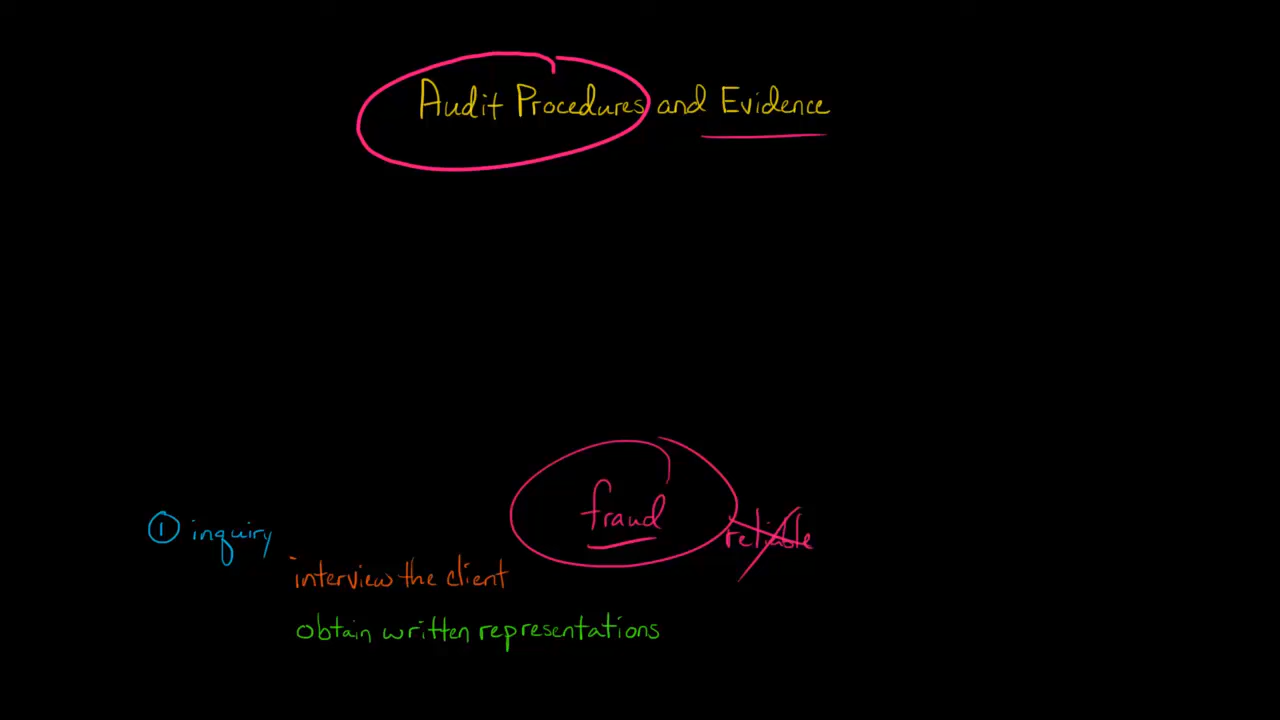 Audit Procedures and Evidence
fraud
① inquiry
reliable
interview the client
obtain written representations